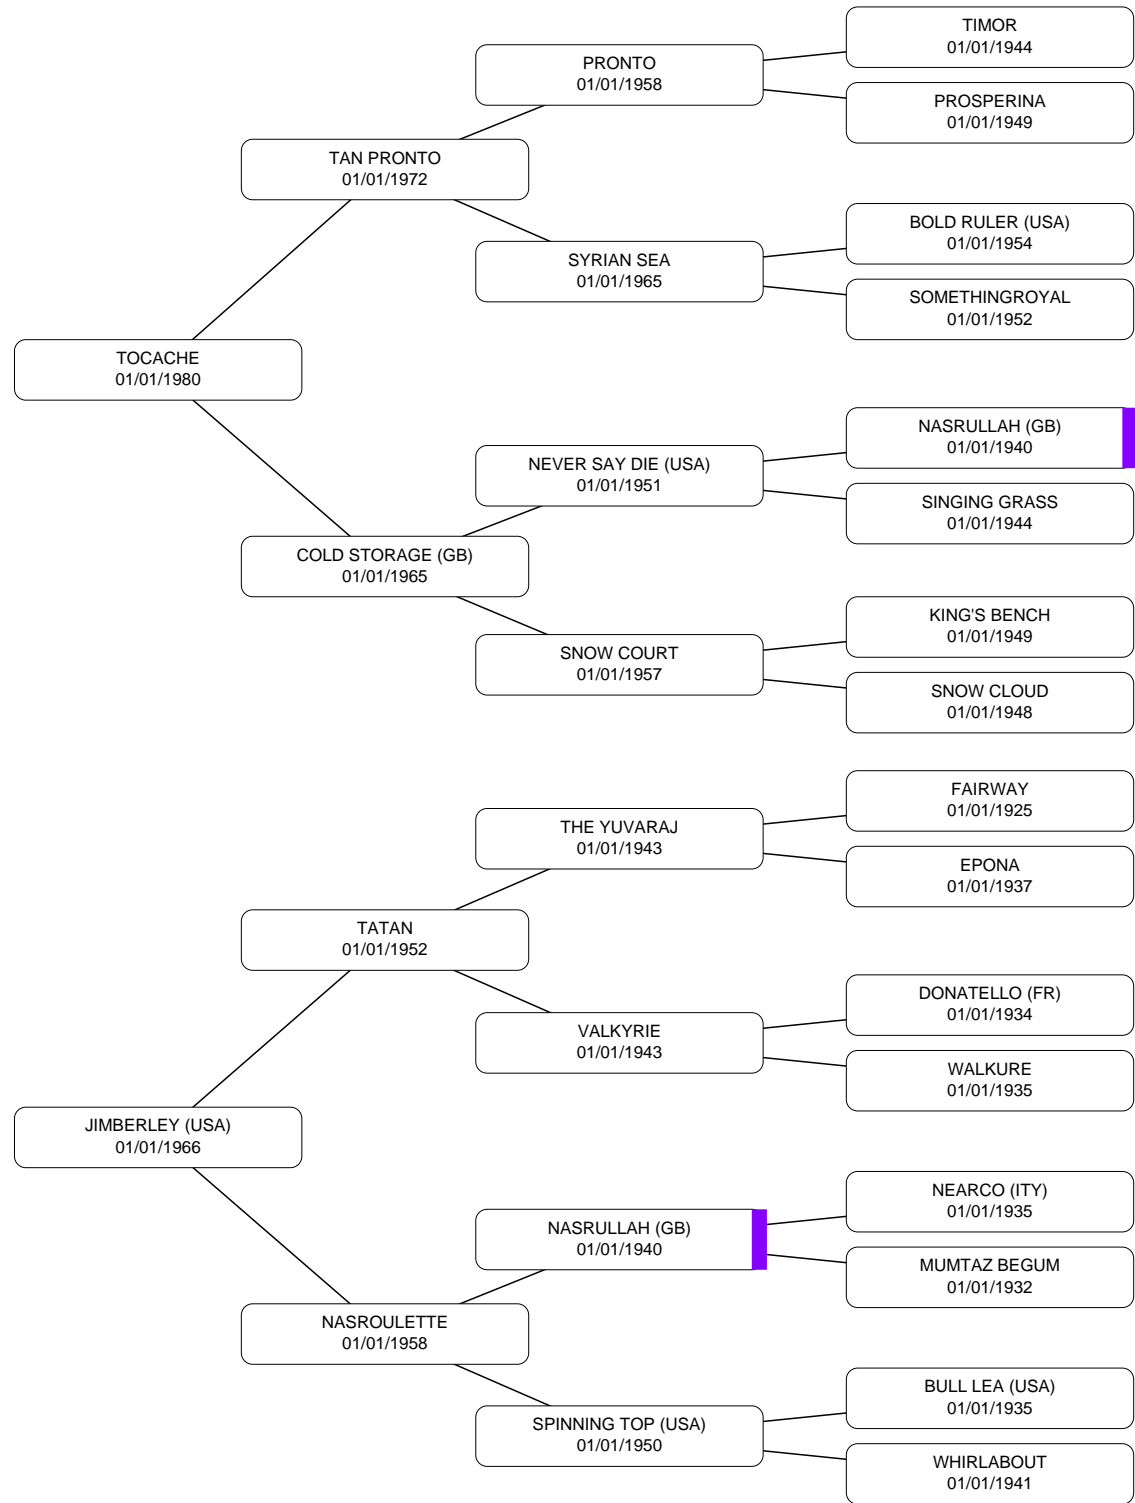 TIMOR
01/01/1944
PRONTO
01/01/1958
PROSPERINA
01/01/1949
TAN PRONTO
01/01/1972
BOLD RULER (USA)
01/01/1954
SYRIAN SEA
01/01/1965
SOMETHINGROYAL
01/01/1952
TOCACHE
01/01/1980
NASRULLAH (GB)
01/01/1940
NEVER SAY DIE (USA)
01/01/1951
SINGING GRASS
01/01/1944
COLD STORAGE (GB)
01/01/1965
KING'S BENCH
01/01/1949
SNOW COURT
01/01/1957
SNOW CLOUD
01/01/1948
FAIRWAY
01/01/1925
THE YUVARAJ
01/01/1943
EPONA
01/01/1937
TATAN
01/01/1952
DONATELLO (FR)
01/01/1934
VALKYRIE
01/01/1943
WALKURE
01/01/1935
JIMBERLEY (USA)
01/01/1966
NEARCO (ITY)
01/01/1935
NASRULLAH (GB)
01/01/1940
MUMTAZ BEGUM
01/01/1932
NASROULETTE
01/01/1958
BULL LEA (USA)
01/01/1935
SPINNING TOP (USA)
01/01/1950
WHIRLABOUT
01/01/1941